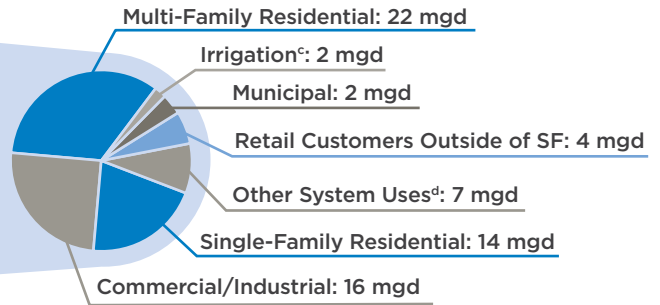 Multi-Family Residential: 22 mgd
Irrigationᶜ: 2 mgd
Municipal: 2 mgd
Retail Customers Outside of SF: 4 mgd
Other System Usesᵈ: 7 mgd
Single-Family Residential: 14 mgd
Commercial/Industrial: 16 mgd